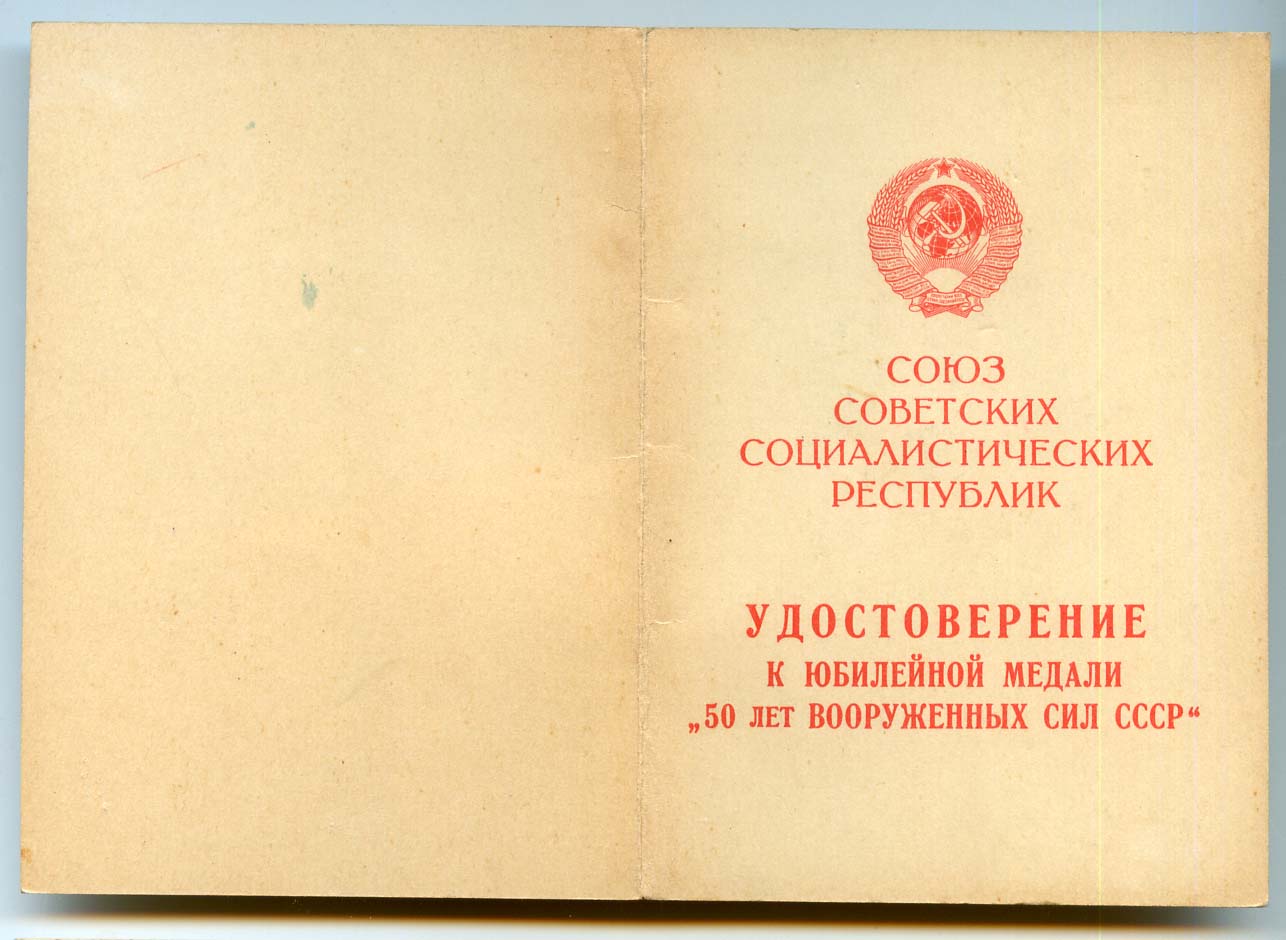 СОЮЗ
СОВЕТСКИХ
СОЦИАЛИСТИЧЕСКИХ
РЕСПУБЛИК
УДОСТОВЕРЕНИЕ
К ЮБИЛЕЙНОЙ МЕДАЛИ
„50 ЛЕТ ВООРУЖЕННЫХ СИЛ СССР“